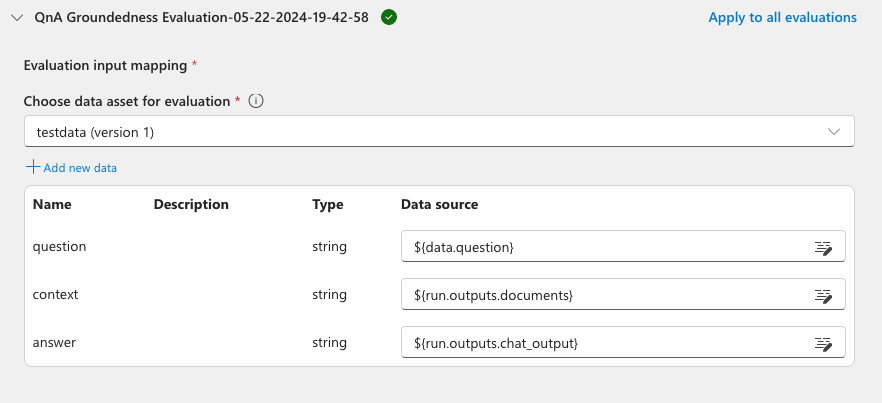 QnA Groundedness Evaluation-05-22-2024-19-42-58 Apply to all evaluations
Evaluation input mapping *
Choose data asset for evaluation *
testdata (version 1)
Add new data
Name Description Type Data source
question string ${data.question}
context string ${run.outputs.documents}
answer string ${run.outputs.chat_output}